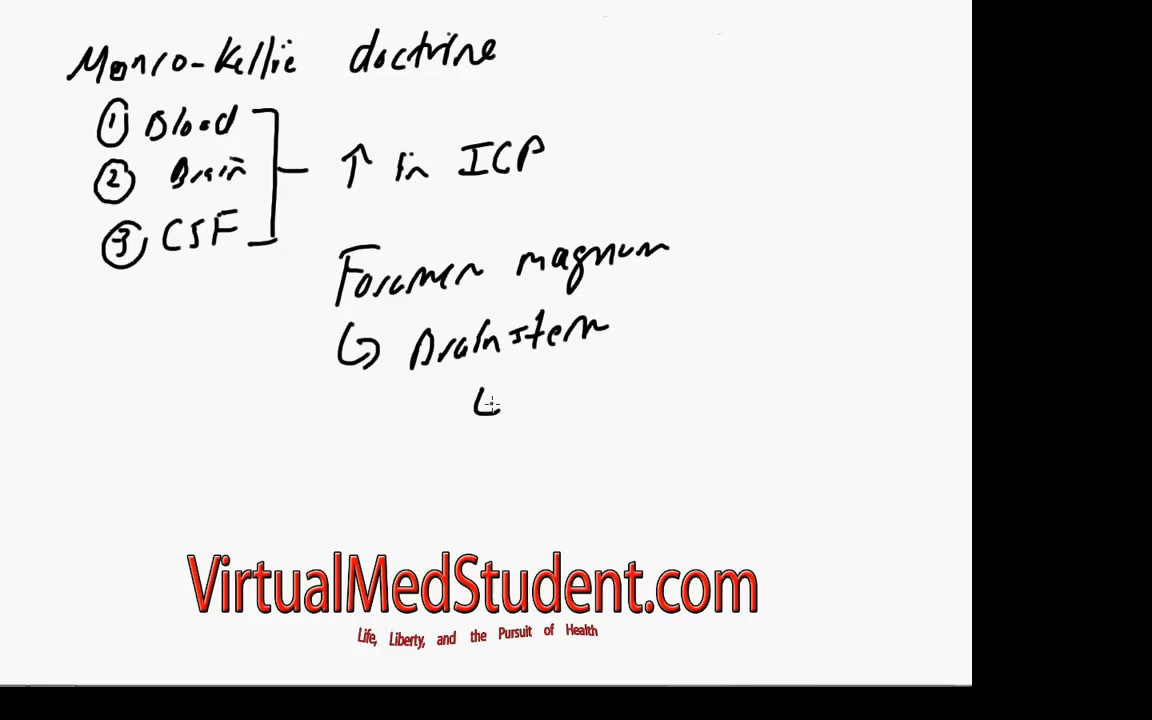 Monro-Kellie doctrine
① Blood
② Brain
③ CSF
↑ in ICP
Foramen magnum
↳ Brainstem
↳
VirtualMedStudent.com
Life, Liberty, and the Pursuit of Health